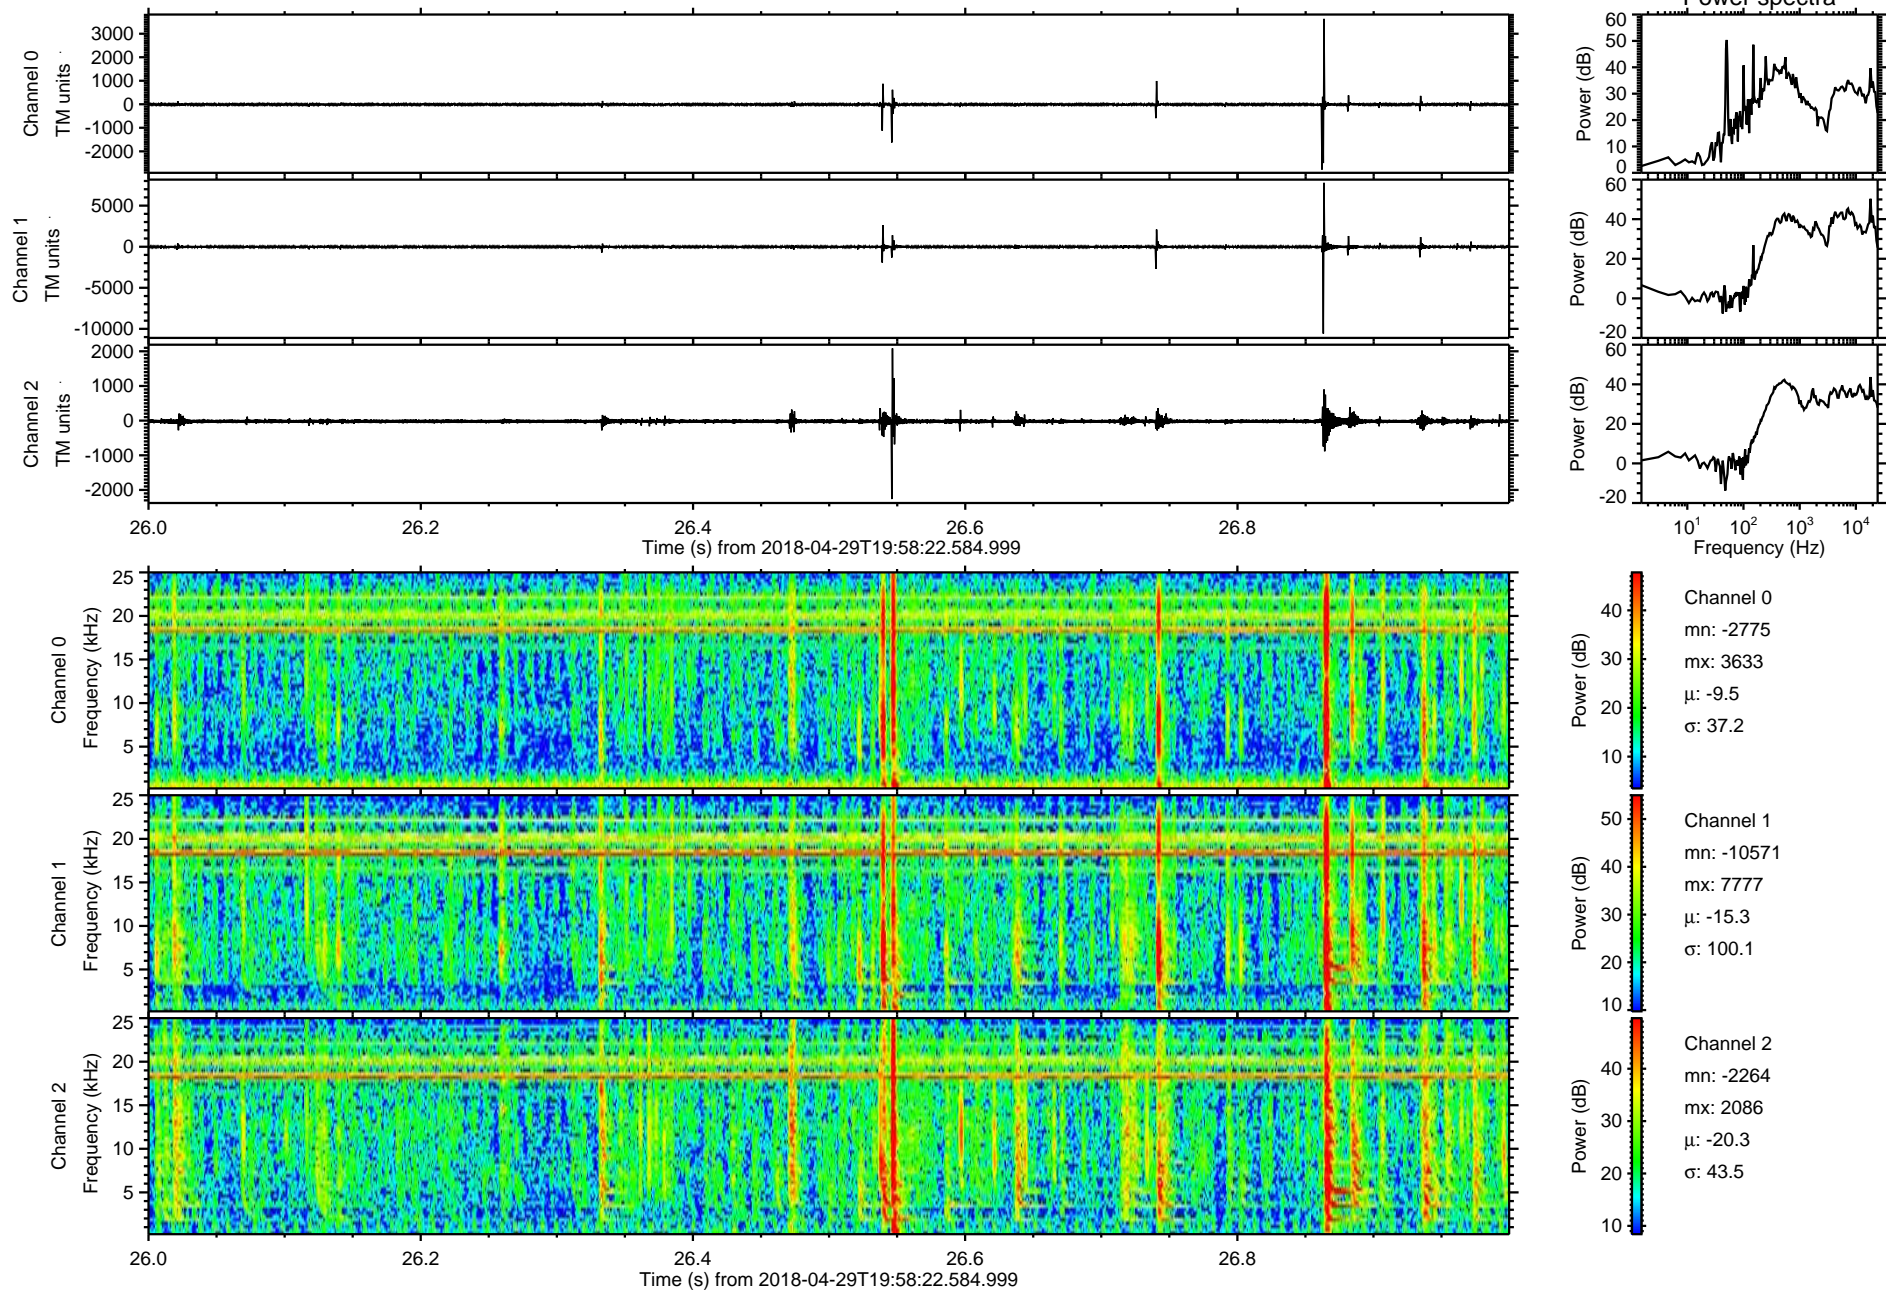 Power spectra
Channel 0
TM units
3000
2000
1000
0
-1000
-2000
Power (dB)
60
50
40
30
20
10
0
Channel 1
TM units
5000
0
-5000
-10000
Power (dB)
60
40
20
0
-20
Channel 2
TM units
2000
1000
0
-1000
-2000
Power (dB)
60
40
20
0
-20
26.0 26.2 26.4 26.6 26.8
Time (s) from 2018-04-29T19:58:22.584.999
10¹ 10² 10³ 10⁴
Frequency (Hz)
Channel 0
Frequency (kHz)
25
20
15
10
5
Power (dB)
40
30
20
10
Channel 0
mn: -2775
mx: 3633
μ: -9.5
σ: 37.2
Channel 1
Frequency (kHz)
25
20
15
10
5
Power (dB)
50
40
30
20
10
Channel 1
mn: -10571
mx: 7777
μ: -15.3
σ: 100.1
Channel 2
Frequency (kHz)
25
20
15
10
5
Power (dB)
40
30
20
10
Channel 2
mn: -2264
mx: 2086
μ: -20.3
σ: 43.5
26.0 26.2 26.4 26.6 26.8
Time (s) from 2018-04-29T19:58:22.584.999